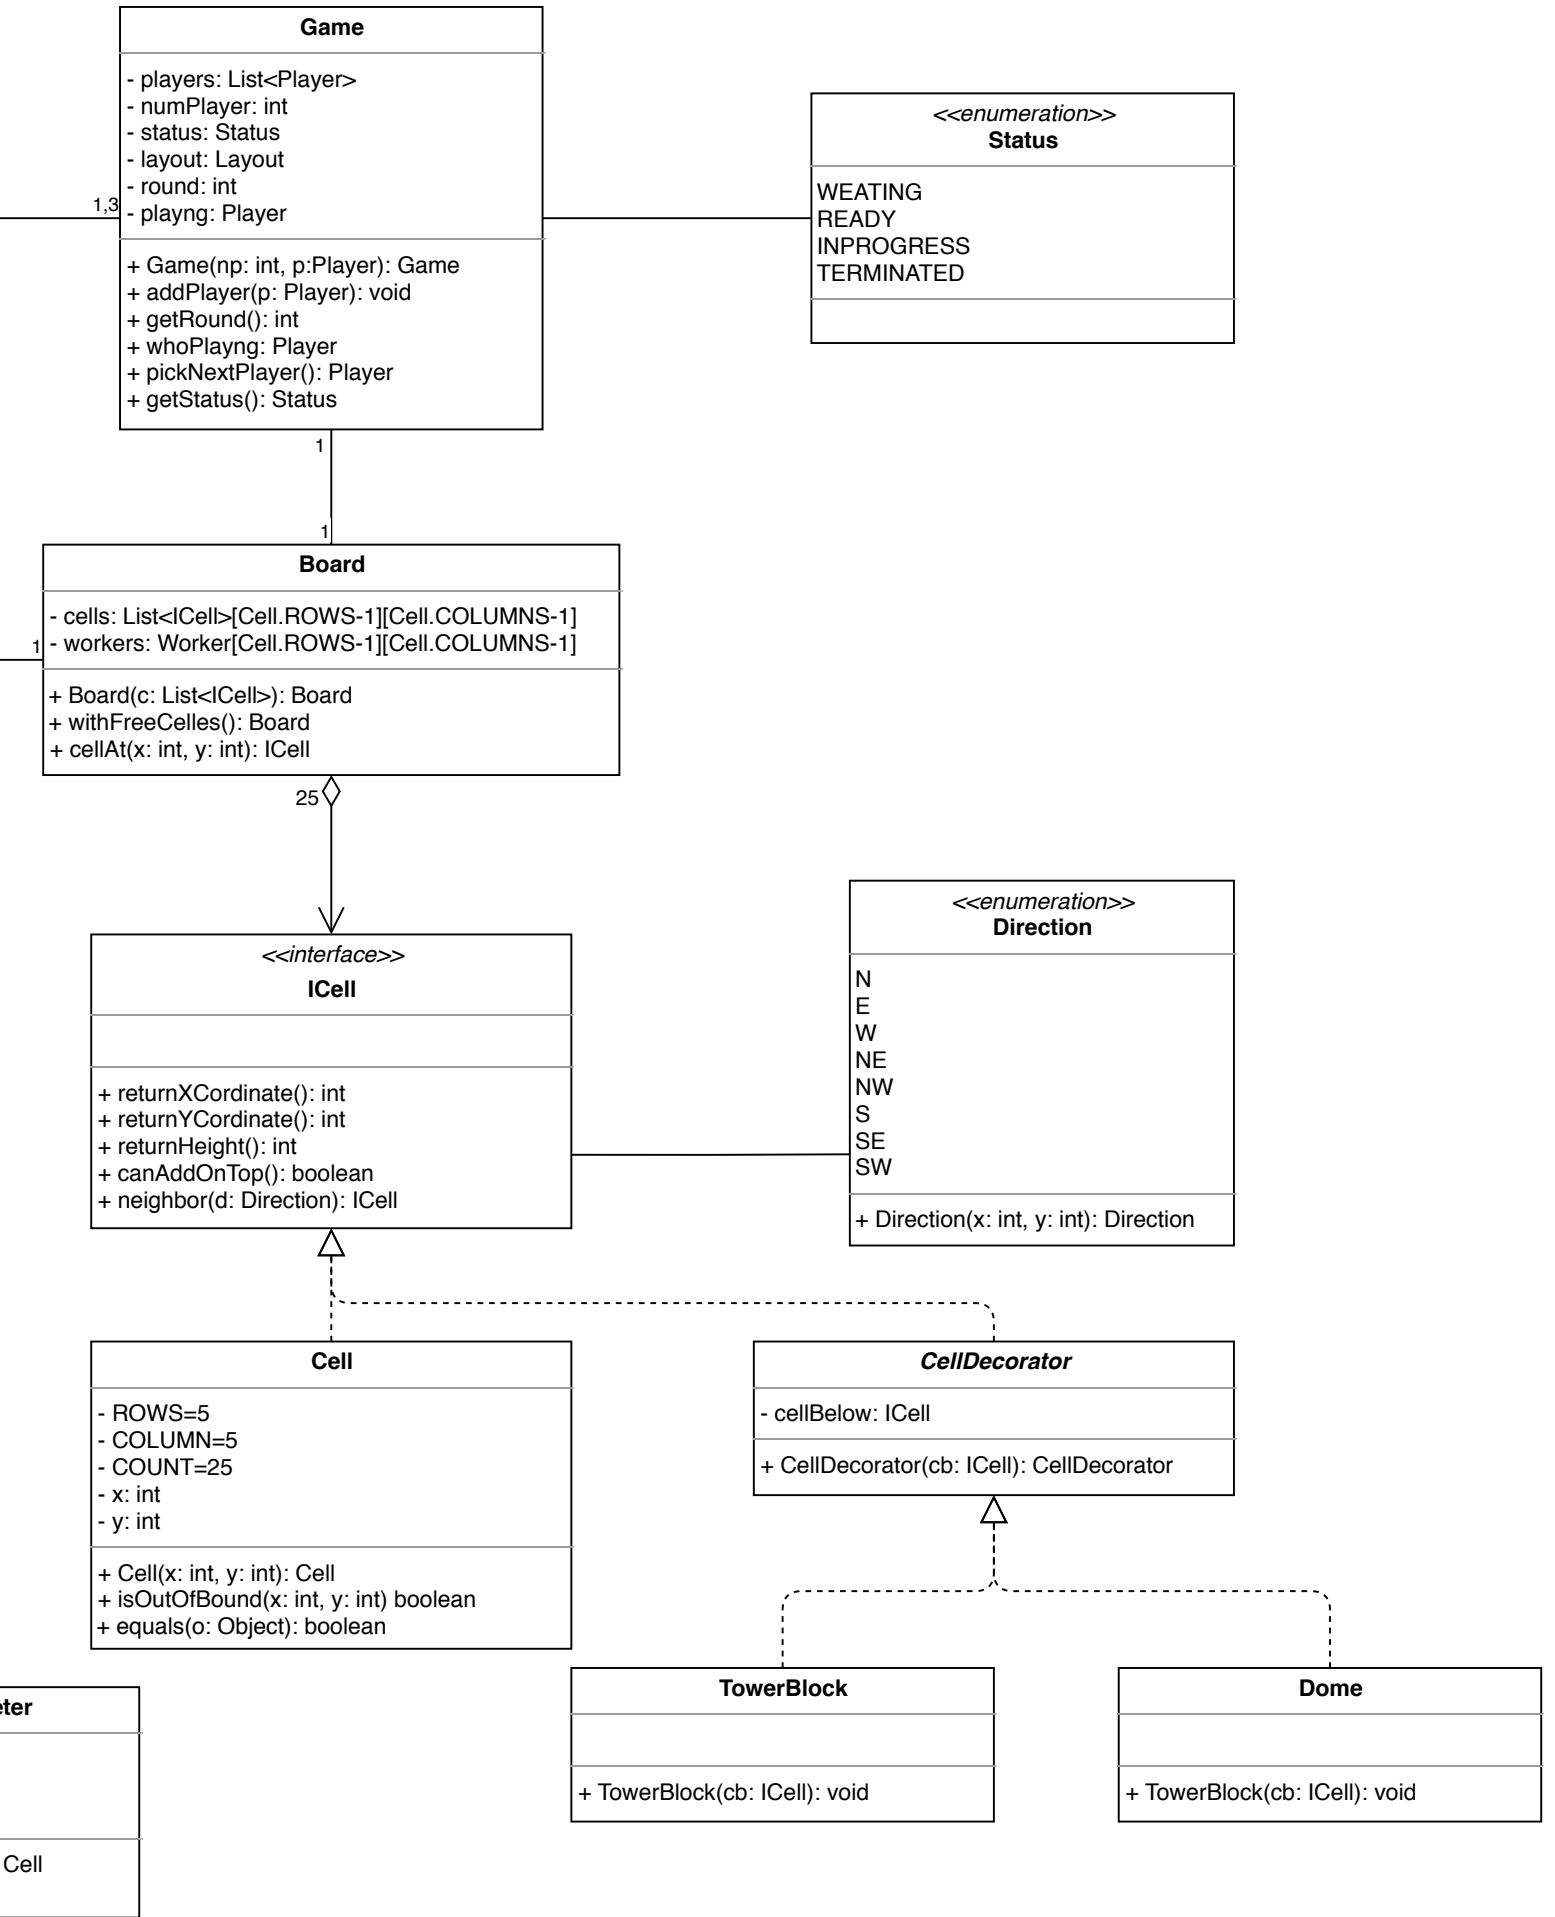 Game
- players: List<Player>
- numPlayer: int
- status: Status
- layout: Layout
- round: int
- playng: Player
+ Game(np: int, p:Player): Game
+ addPlayer(p: Player): void
+ getRound(): int
+ whoPlayng: Player
+ pickNextPlayer(): Player
+ getStatus(): Status
1,3
<<enumeration>>
Status
WEATING
READY
INPROGRESS
TERMINATED
1
1
Board
- cells: List<ICell>[Cell.ROWS-1][Cell.COLUMNS-1]
- workers: Worker[Cell.ROWS-1][Cell.COLUMNS-1]
+ Board(c: List<ICell>): Board
+ withFreeCelles(): Board
+ cellAt(x: int, y: int): ICell
1
25
<<interface>>
ICell
+ returnXCordinate(): int
+ returnYCordinate(): int
+ returnHeight(): int
+ canAddOnTop(): boolean
+ neighbor(d: Direction): ICell
<<enumeration>>
Direction
N
E
W
NE
NW
S
SE
SW
+ Direction(x: int, y: int): Direction
Cell
- ROWS=5
- COLUMN=5
- COUNT=25
- x: int
- y: int
+ Cell(x: int, y: int): Cell
+ isOutOfBound(x: int, y: int) boolean
+ equals(o: Object): boolean
CellDecorator
- cellBelow: ICell
+ CellDecorator(cb: ICell): CellDecorator
TowerBlock
+ TowerBlock(cb: ICell): void
Dome
+ TowerBlock(cb: ICell): void
eter
Cell